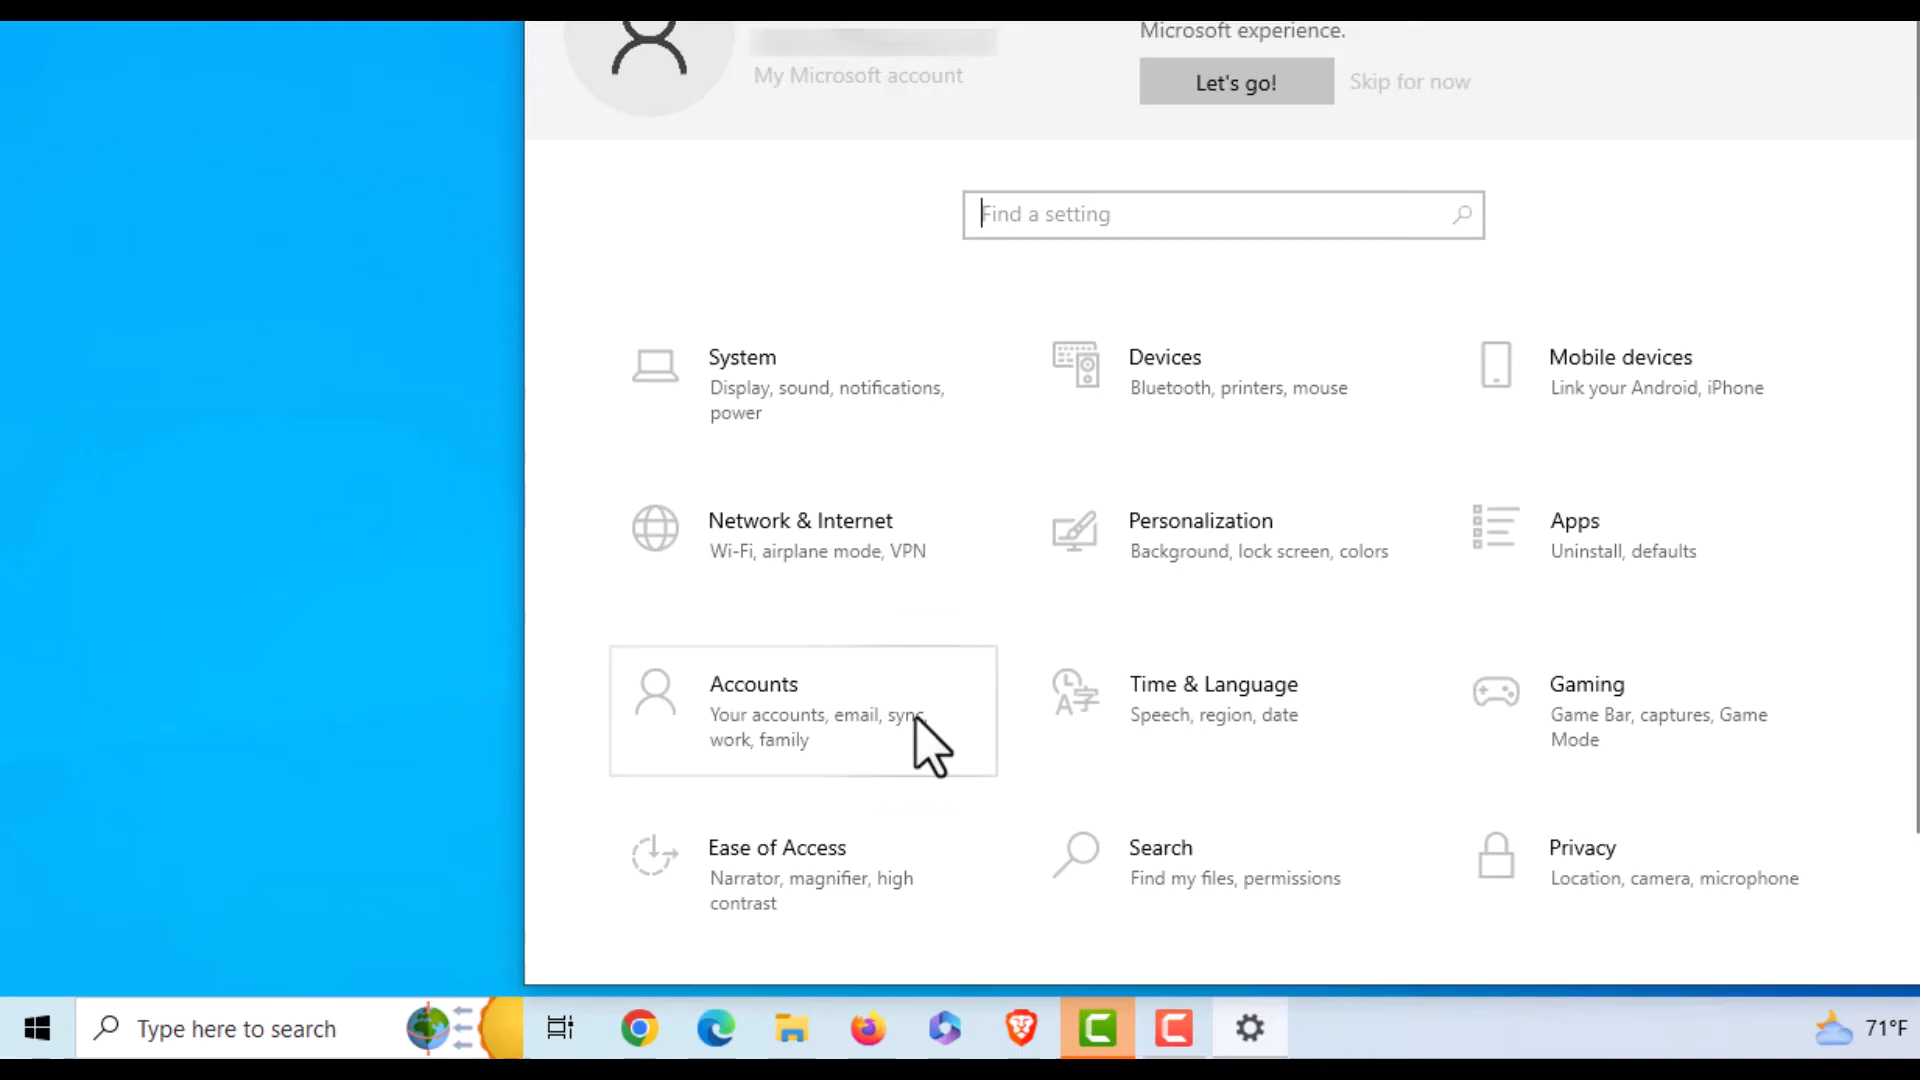 Microsoft experience.
My Microsoft account
Let's go!
Skip for now
Find a setting
System
Display, sound, notifications,
power
Devices
Bluetooth, printers, mouse
Mobile devices
Link your Android, iPhone
Network & Internet
Wi-Fi, airplane mode, VPN
Personalization
Background, lock screen, colors
Apps
Uninstall, defaults
Accounts
Your accounts, email, sync,
work, family
Time & Language
Speech, region, date
Gaming
Game Bar, captures, Game
Mode
Ease of Access
Narrator, magnifier, high
contrast
Search
Find my files, permissions
Privacy
Location, camera, microphone
Type here to search
71°F